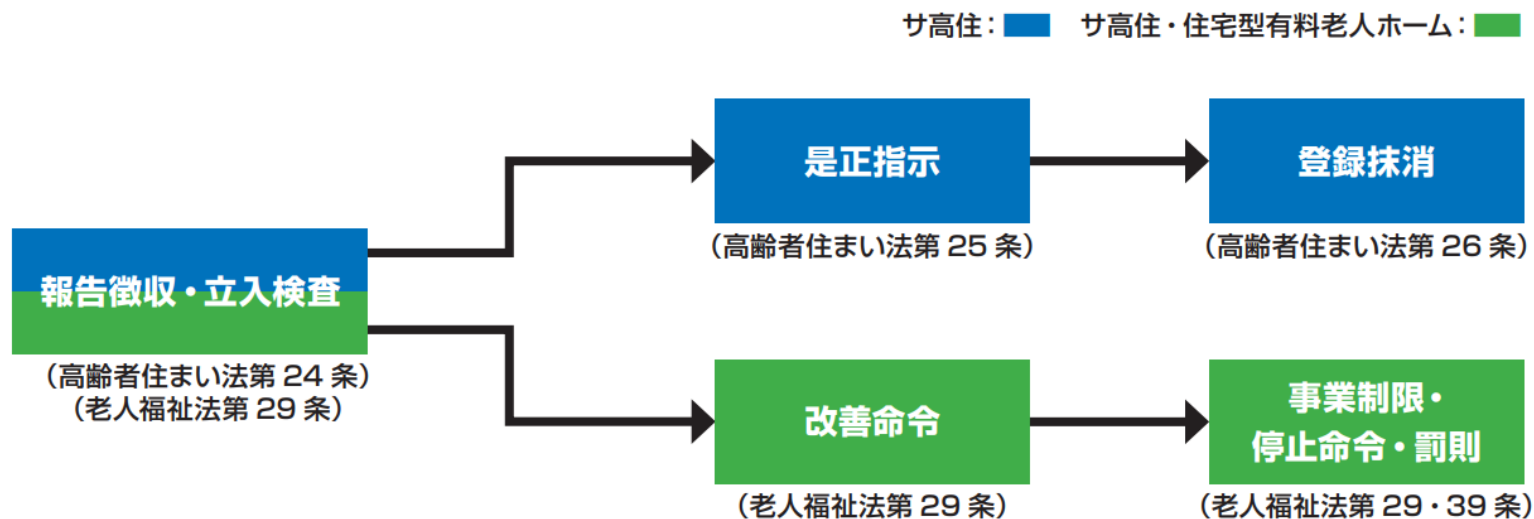 サ高住： サ高住・住宅型有料老人ホーム：
是正指示
（高齢者住まい法第 25 条）
登録抹消
（高齢者住まい法第 26 条）
報告徴収・立入検査
（高齢者住まい法第 24 条）
（老人福祉法第 29 条）
改善命令
（老人福祉法第 29 条）
事業制限・
停止命令・罰則
（老人福祉法第 29・39 条）